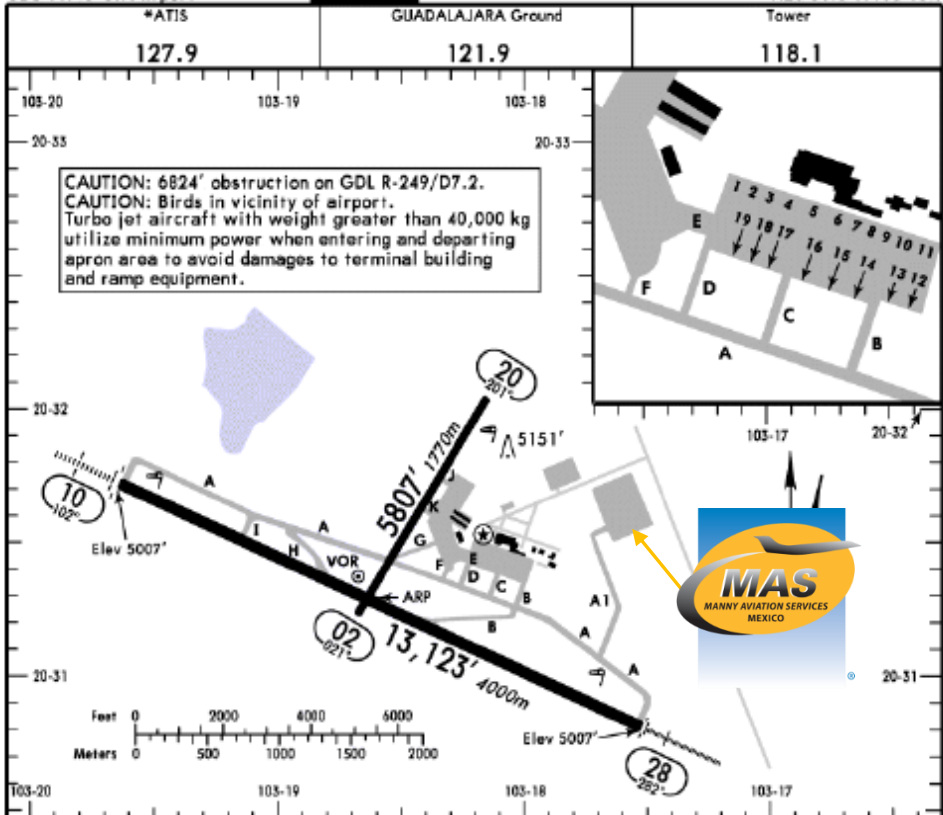 *ATIS
127.9
GUADALAJARA Ground
121.9
Tower
118.1
103-20
103-19
103-18
20-33
20-33
CAUTION: 6824' obstruction on GDL R-249/D7.2.
CAUTION: Birds in vicinity of airport.
Turbo jet aircraft with weight greater than 40,000 kg
utilize minimum power when entering and departing
apron area to avoid damages to terminal building
and ramp equipment.
1 2 3 4 5 6 7 8 9 10 11
19 18 17 16 15 14 13 12
E
F
D
C
B
A
20-32
103-17
20-32
20
201°
5151'
5807' 1770m
J
K
10
102°
Elev 5007'
A
I
H
A
VOR
G
F
E
D
C
B
ARP
B
A1
A
A
02
021°
13,123' 4000m
MAS
MANNY AVIATION SERVICES
MEXICO
®
20-31
20-31
Feet 0 2000 4000 6000
Meters 0 500 1000 1500 2000
Elev 5007'
28
282°
103-20
103-19
103-18
103-17